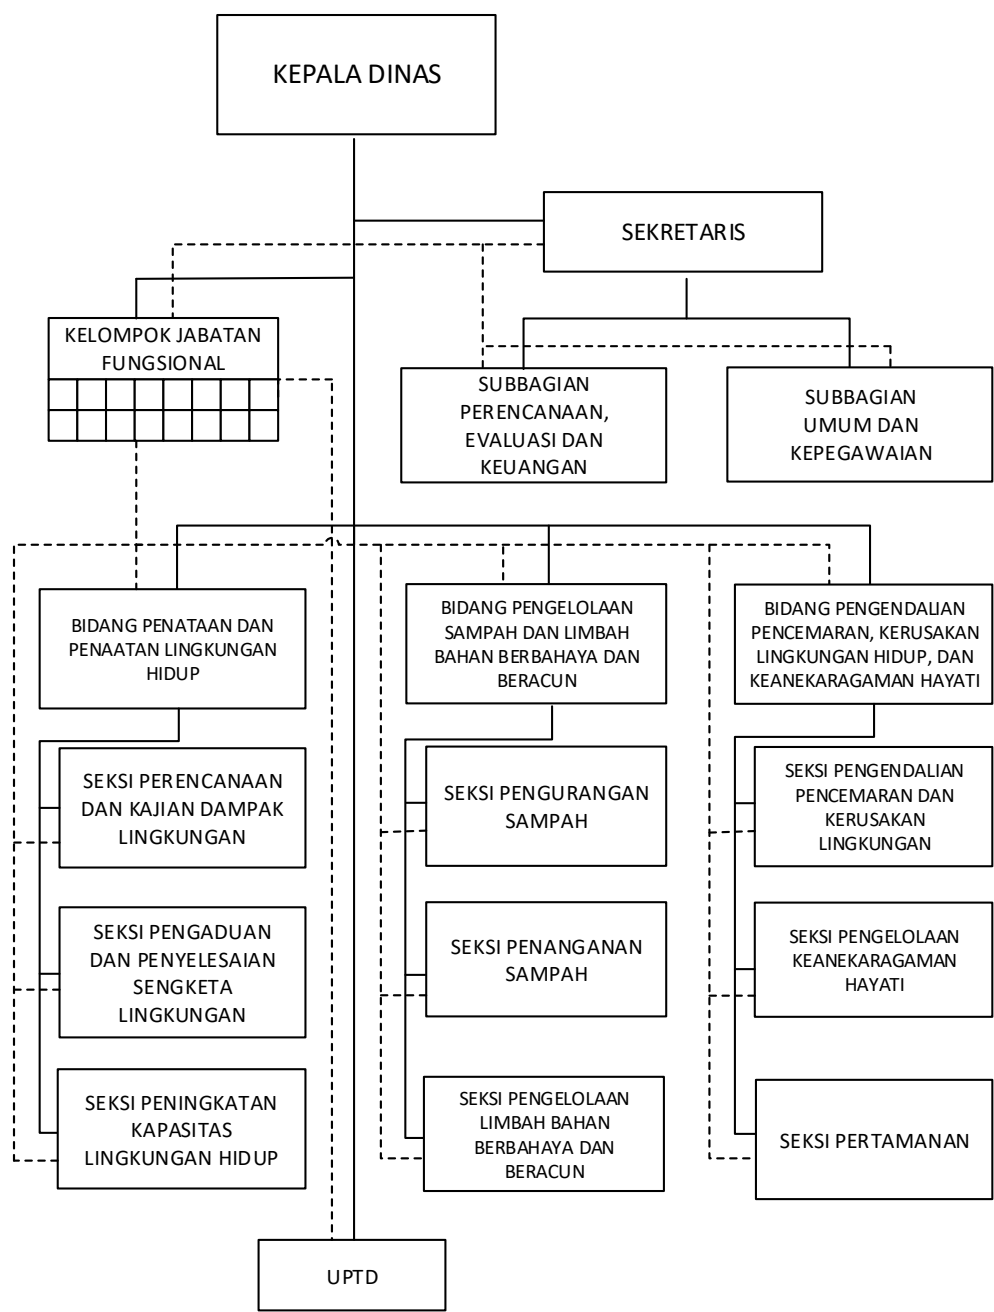 KEPALA DINAS
SEKRETARIS
KELOMPOK JABATAN
FUNGSIONAL
SUBBAGIAN
PERENCANAAN,
EVALUASI DAN
KEUANGAN
SUBBAGIAN
UMUM DAN
KEPEGAWAIAN
BIDANG PENATAAN DAN
PENAATAN LINGKUNGAN
HIDUP
BIDANG PENGELOLAAN
SAMPAH DAN LIMBAH
BAHAN BERBAHAYA DAN
BERACUN
BIDANG PENGENDALIAN
PENCEMARAN, KERUSAKAN
LINGKUNGAN HIDUP, DAN
KEANEKARAGAMAN HAYATI
SEKSI PERENCANAAN
DAN KAJIAN DAMPAK
LINGKUNGAN
SEKSI PENGURANGAN
SAMPAH
SEKSI PENGENDALIAN
PENCEMARAN DAN
KERUSAKAN
LINGKUNGAN
SEKSI PENGADUAN
DAN PENYELESAIAN
SENGKETA
LINGKUNGAN
SEKSI PENANGANAN
SAMPAH
SEKSI PENGELOLAAN
KEANEKARAGAMAN
HAYATI
SEKSI PENINGKATAN
KAPASITAS
LINGKUNGAN HIDUP
SEKSI PENGELOLAAN
LIMBAH BAHAN
BERBAHAYA DAN
BERACUN
SEKSI PERTAMANAN
UPTD